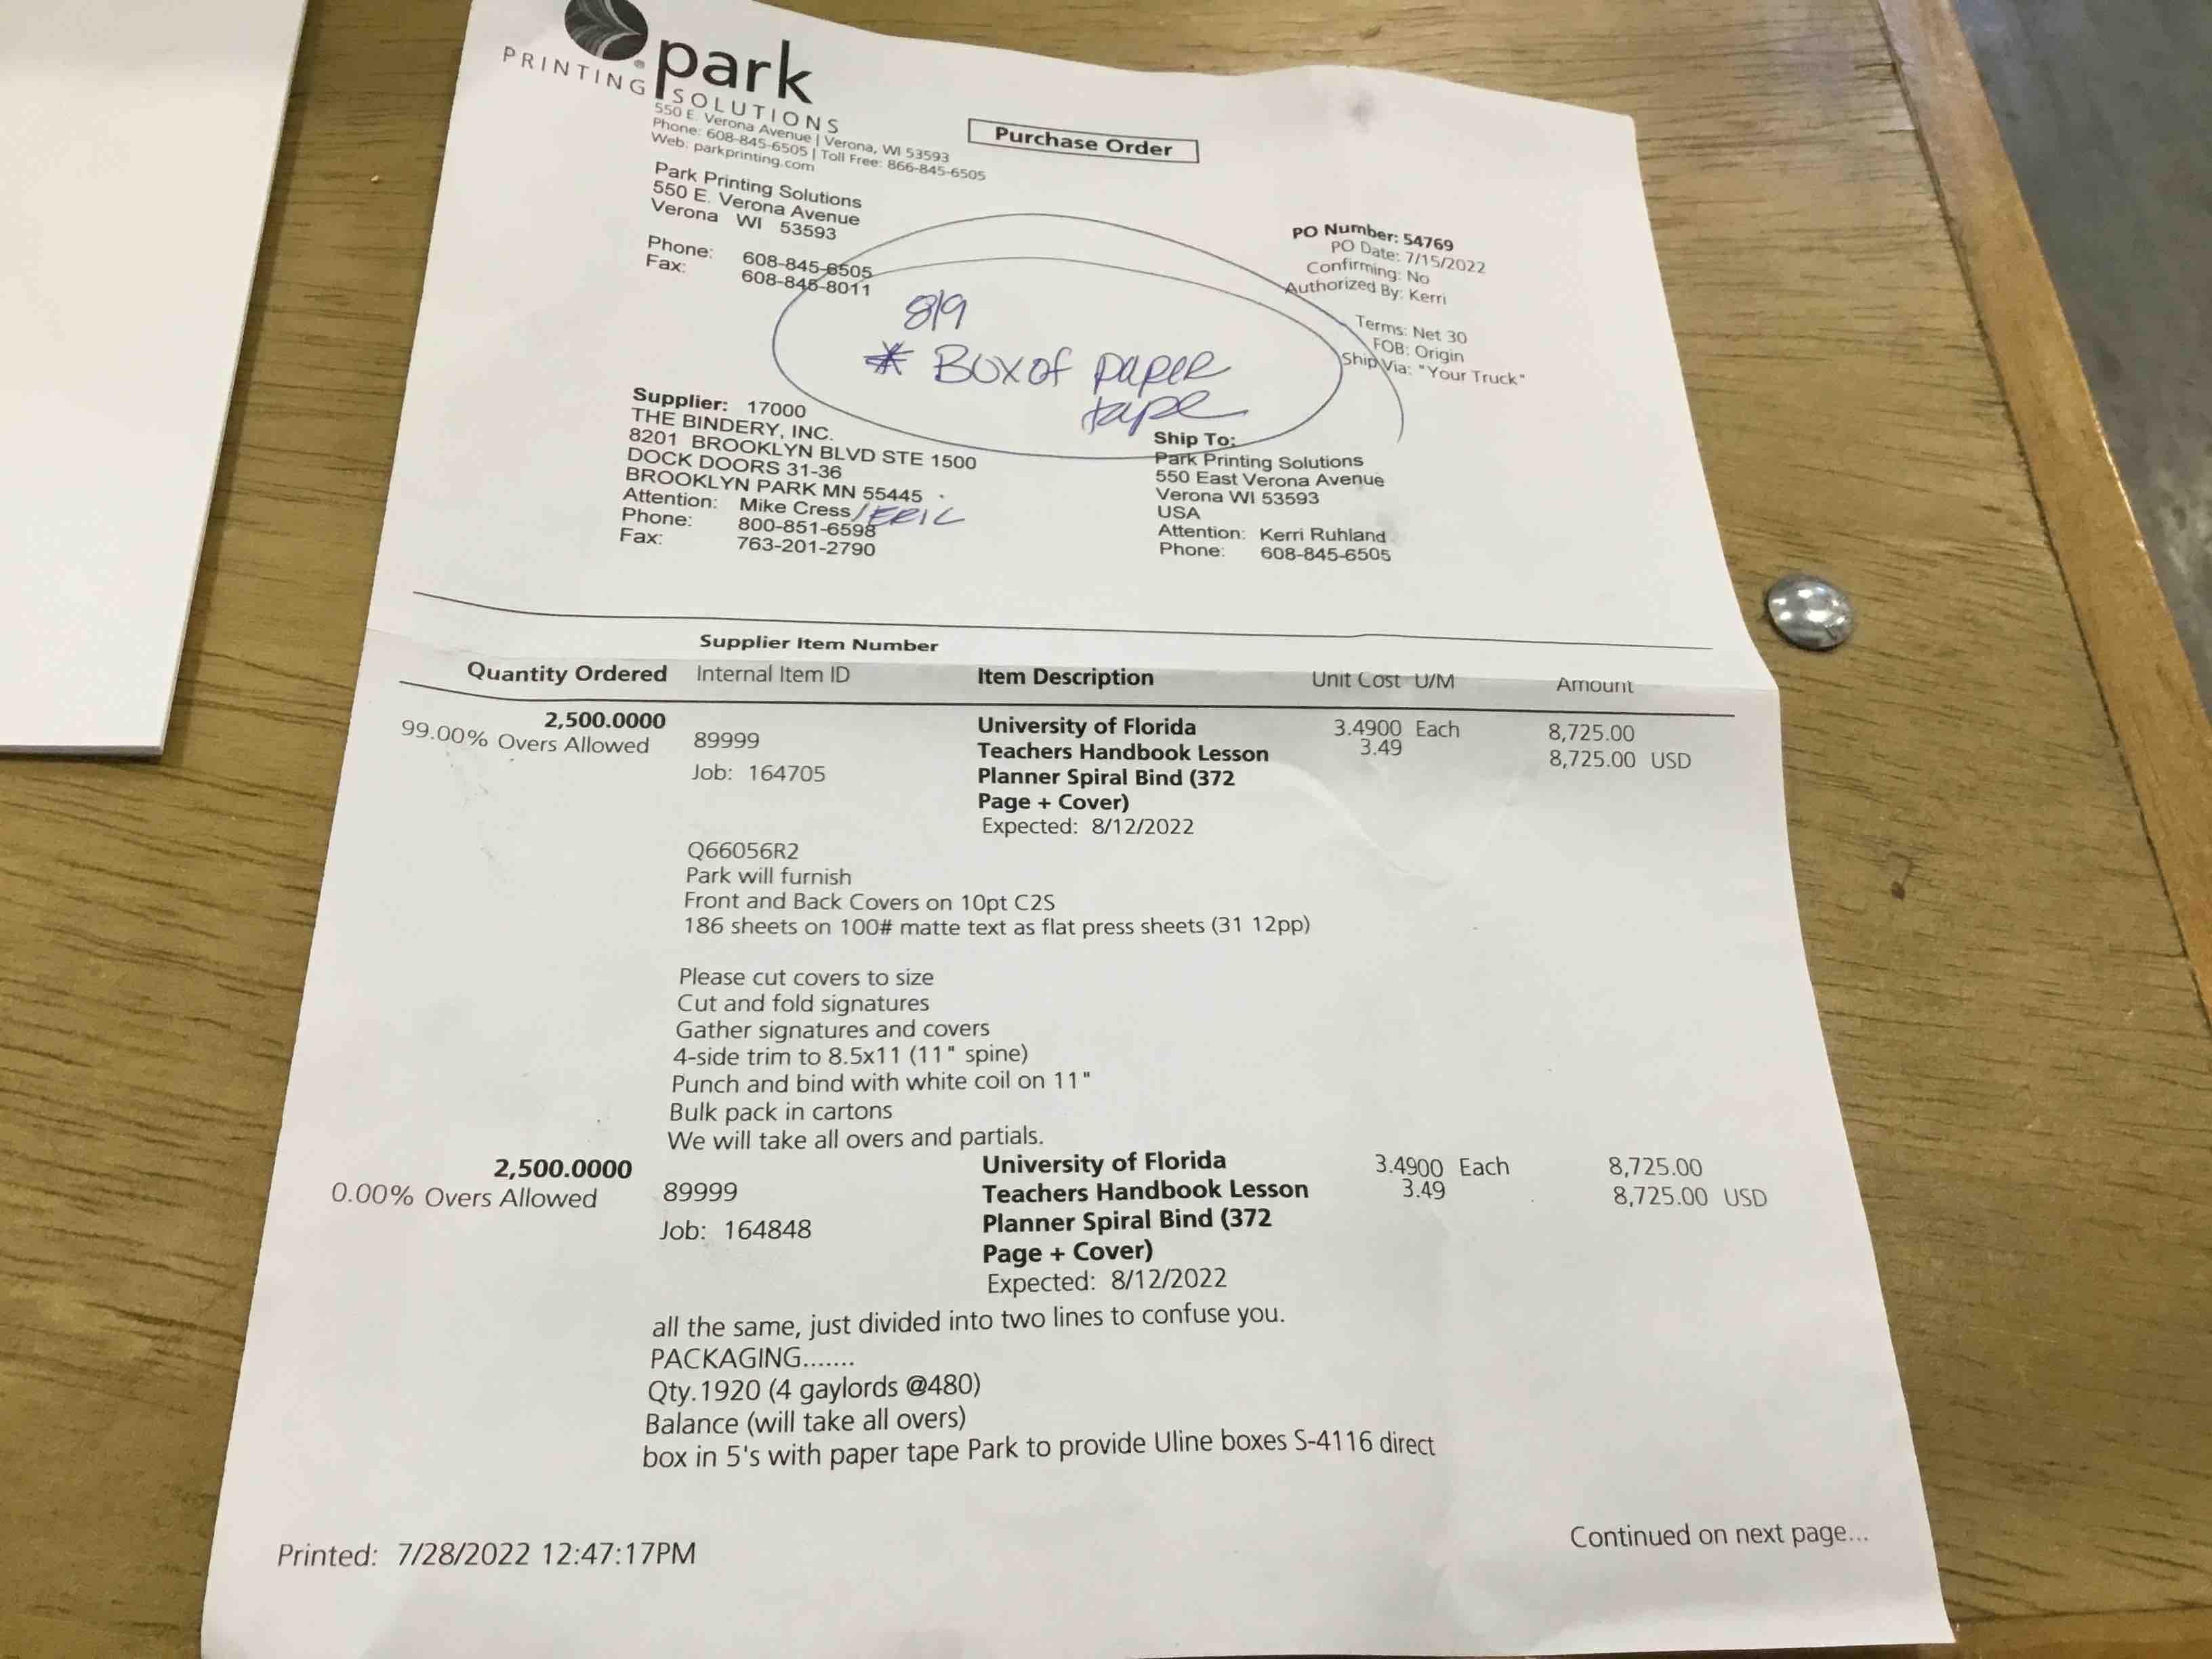 park
PRINTING SOLUTIONS
550 E. Verona Avenue | Verona, WI 53593
Phone: 608-845-6505 | Toll Free: 866-845-6505
Web: parkprinting.com
Purchase Order
Park Printing Solutions
550 E. Verona Avenue
Verona WI 53593
Phone: 608-845-6505
Fax: 608-845-8011
PO Number: 54769
PO Date: 7/15/2022
Confirming: No
Authorized By: Kerri
Terms: Net 30
FOB: Origin
Ship Via: "Your Truck"
8/9
* Box of paper
tape
Supplier: 17000
THE BINDERY, INC.
8201 BROOKLYN BLVD STE 1500
DOCK DOORS 31-36
BROOKLYN PARK MN 55445
Attention: Mike Cress /ERIC
Phone: 800-851-6598
Fax: 763-201-2790
Ship To:
Park Printing Solutions
550 East Verona Avenue
Verona WI 53593
USA
Attention: Kerri Ruhland
Phone: 608-845-6505
Supplier Item Number
Quantity Ordered Internal Item ID Item Description Unit Cost U/M Amount
2,500.0000 University of Florida 3.4900 Each 8,725.00
99.00% Overs Allowed 89999 Teachers Handbook Lesson 3.49 8,725.00 USD
Job: 164705 Planner Spiral Bind (372
Page + Cover)
Expected: 8/12/2022
Q66056R2
Park will furnish
Front and Back Covers on 10pt C2S
186 sheets on 100# matte text as flat press sheets (31 12pp)
Please cut covers to size
Cut and fold signatures
Gather signatures and covers
4-side trim to 8.5x11 (11" spine)
Punch and bind with white coil on 11"
Bulk pack in cartons
We will take all overs and partials.
2,500.0000 University of Florida 3.4900 Each 8,725.00
0.00% Overs Allowed 89999 Teachers Handbook Lesson 3.49 8,725.00 USD
Job: 164848 Planner Spiral Bind (372
Page + Cover)
Expected: 8/12/2022
all the same, just divided into two lines to confuse you.
PACKAGING.......
Qty.1920 (4 gaylords @480)
Balance (will take all overs)
box in 5's with paper tape Park to provide Uline boxes S-4116 direct
Continued on next page...
Printed: 7/28/2022 12:47:17PM